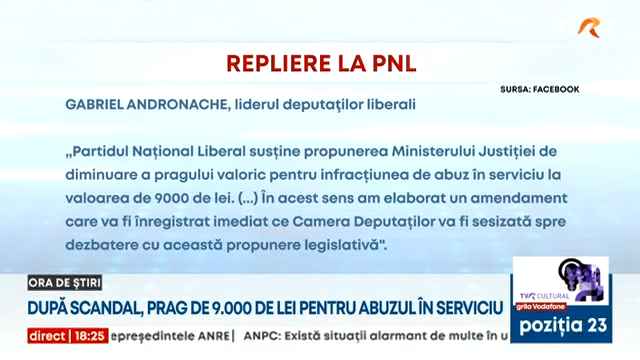 REPLIERE LA PNL
SURSA: FACEBOOK
GABRIEL ANDRONACHE, liderul deputaţilor liberali
„Partidul Național Liberal susține propunerea Ministerului Justiției de
diminuare a pragului valoric pentru infracțiunea de abuz în serviciu la
valoarea de 9000 de lei. (...) În acest sens am elaborat un amendament
care va fi înregistrat imediat ce Camera Deputaților va fi sesizată spre
dezbatere cu această propunere legislativă".
ORA DE ȘTIRI
DUPĂ SCANDAL, PRAG DE 9.000 DE LEI PENTRU ABUZUL ÎN SERVICIU
TVR CULTURAL
grila Vodafone
poziția 23
direct 18:25 epreședintele ANRE | ANPC: Există situații alarmant de multe în u